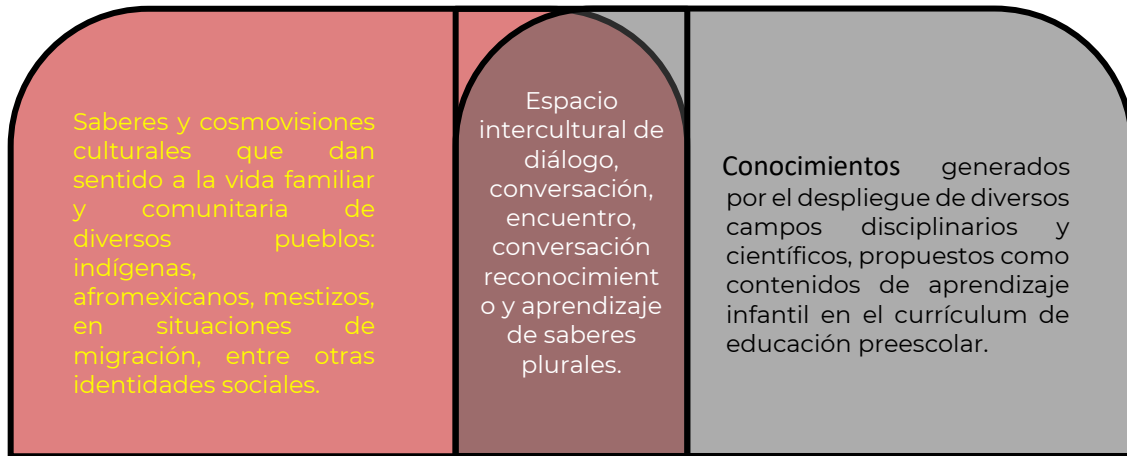 Saberes y cosmovisiones
culturales que dan
sentido a la vida familiar
y comunitaria de
diversos pueblos:
indígenas,
afromexicanos, mestizos,
en situaciones de
migración, entre otras
identidades sociales.
Espacio
intercultural de
diálogo,
conversación,
encuentro,
conversación
reconocimient
o y aprendizaje
de saberes
plurales.
Conocimientos generados
por el despliegue de diversos
campos disciplinarios y
científicos, propuestos como
contenidos de aprendizaje
infantil en el currículum de
educación preescolar.